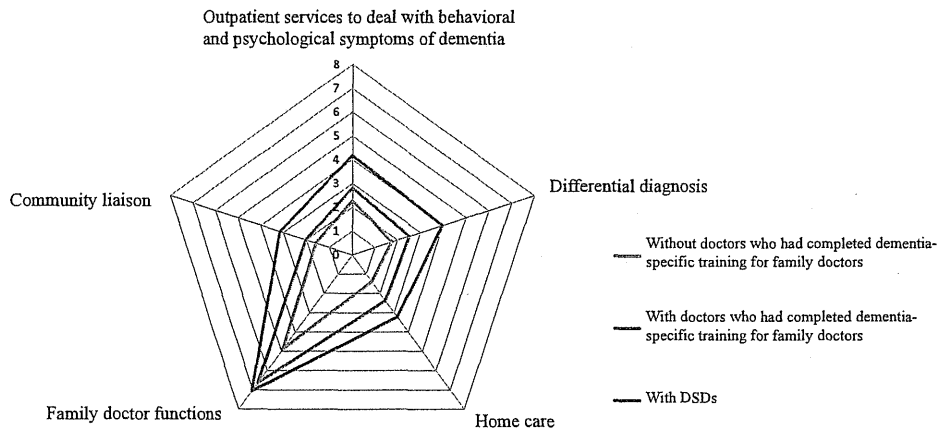 Outpatient services to deal with behavioral
and psychological symptoms of dementia
8
7
6
5
4
3
2
1
0
Differential diagnosis
Community liaison
Without doctors who had completed dementia-
specific training for family doctors
With doctors who had completed dementia-
specific training for family doctors
With DSDs
Family doctor functions
Home care